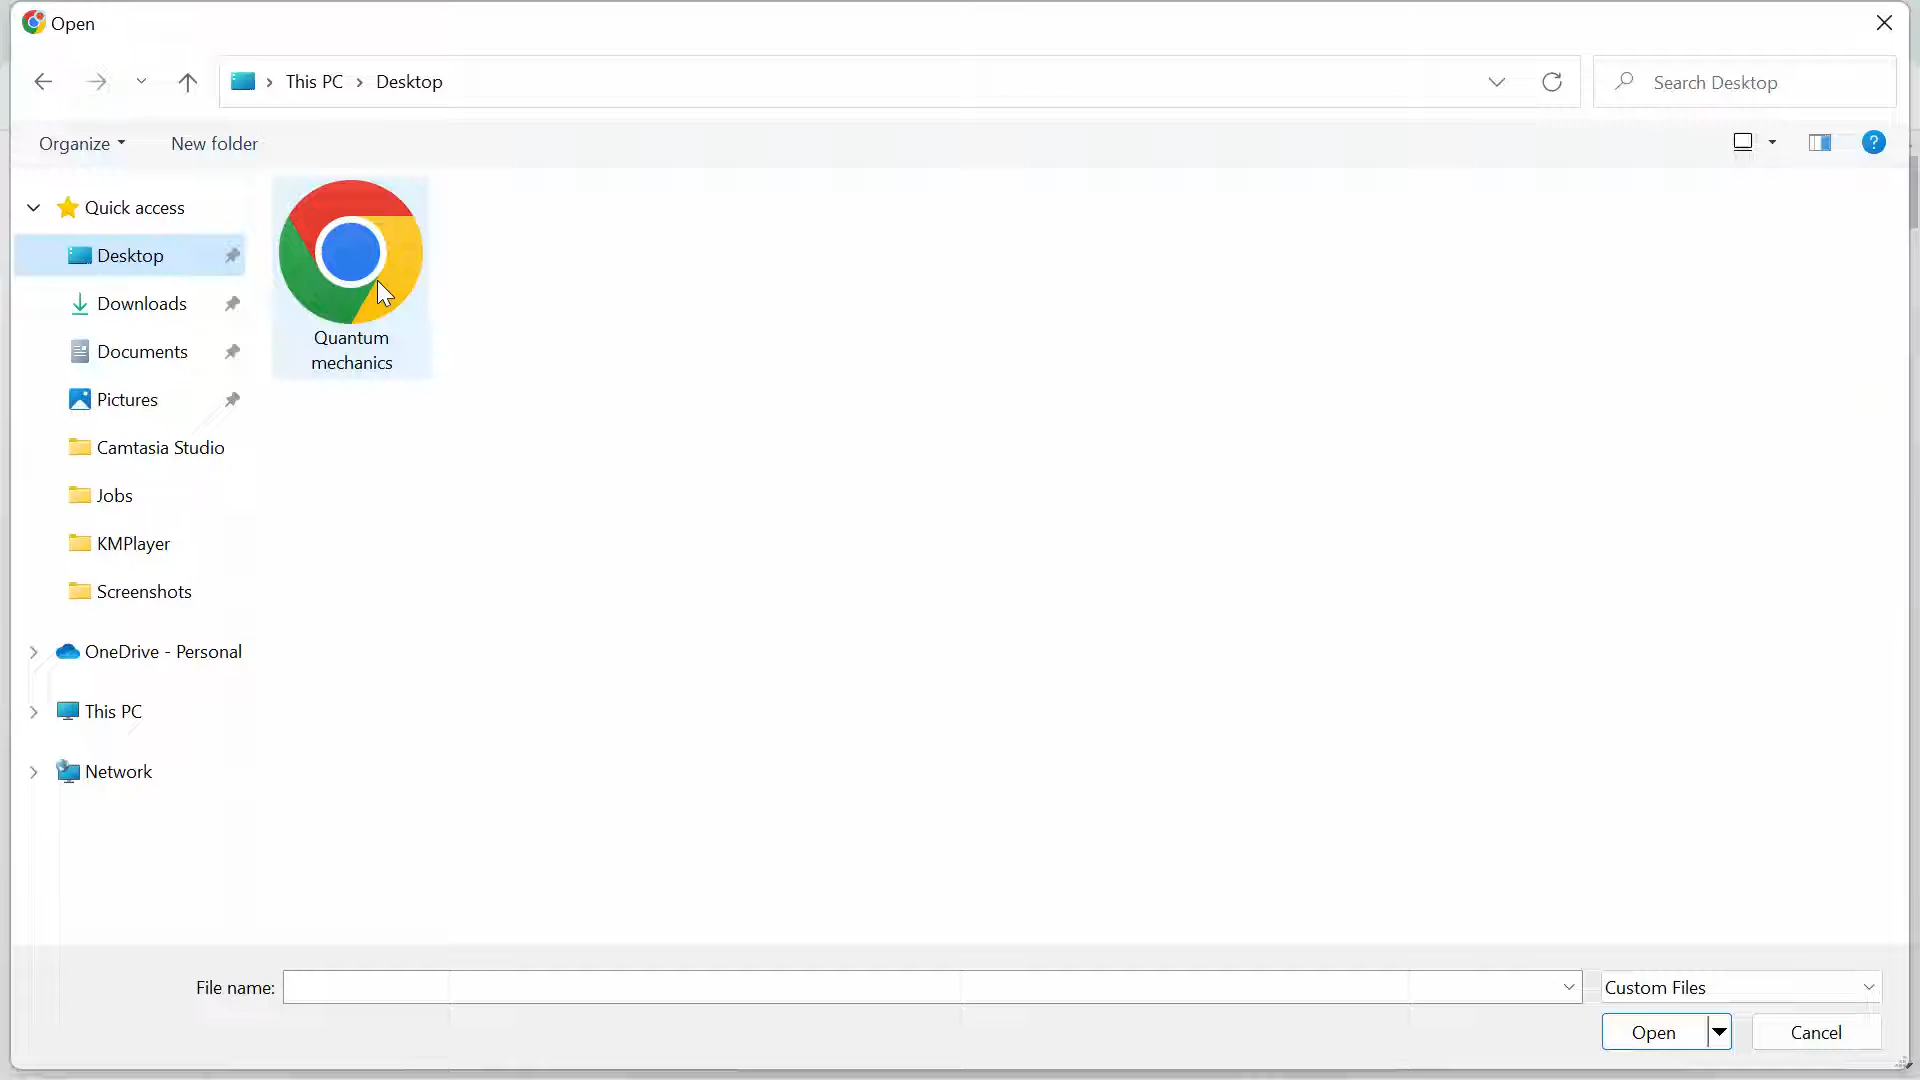 Open
This PC
Desktop
Search Desktop
Organize
New folder
?
Quick access
Desktop
Downloads
Documents
Pictures
Camtasia Studio
Jobs
KMPlayer
Screenshots
OneDrive - Personal
This PC
Network
Quantum
mechanics
File name:
Custom Files
Open
Cancel